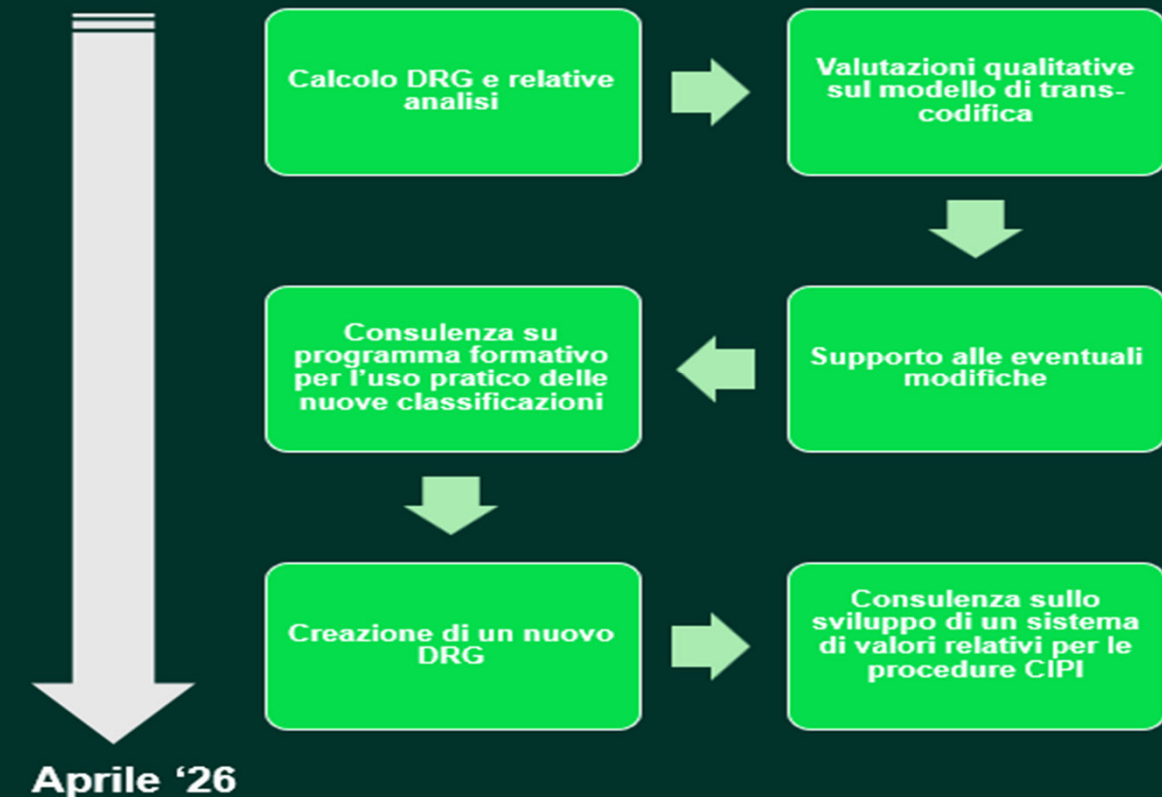 Calcolo DRG e relative
analisi
Valutazioni qualitative
sul modello di trans-
codifica
Supporto alle eventuali
modifiche
Consulenza su
programma formativo
per l'uso pratico delle
nuove classificazioni
Creazione di un nuovo
DRG
Consulenza sullo
sviluppo di un sistema
di valori relativi per le
procedure CIPI
Aprile ‘26